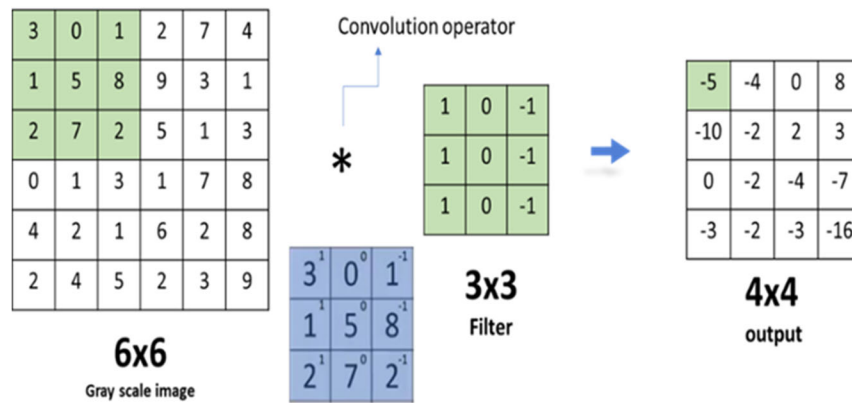 Convolution operator
3 0 1 2 7 4
1 5 8 9 3 1
2 7 2 5 1 3
0 1 3 1 7 8
4 2 1 6 2 8
2 4 5 2 3 9
6x6
Gray scale image
*
3 1 0 0 1 -1
1 1 5 0 8 -1
2 1 7 0 2 -1
1 0 -1
1 0 -1
1 0 -1
3x3
Filter
-5 -4 0 8
-10 -2 2 3
0 -2 -4 -7
-3 -2 -3 -16
4x4
output